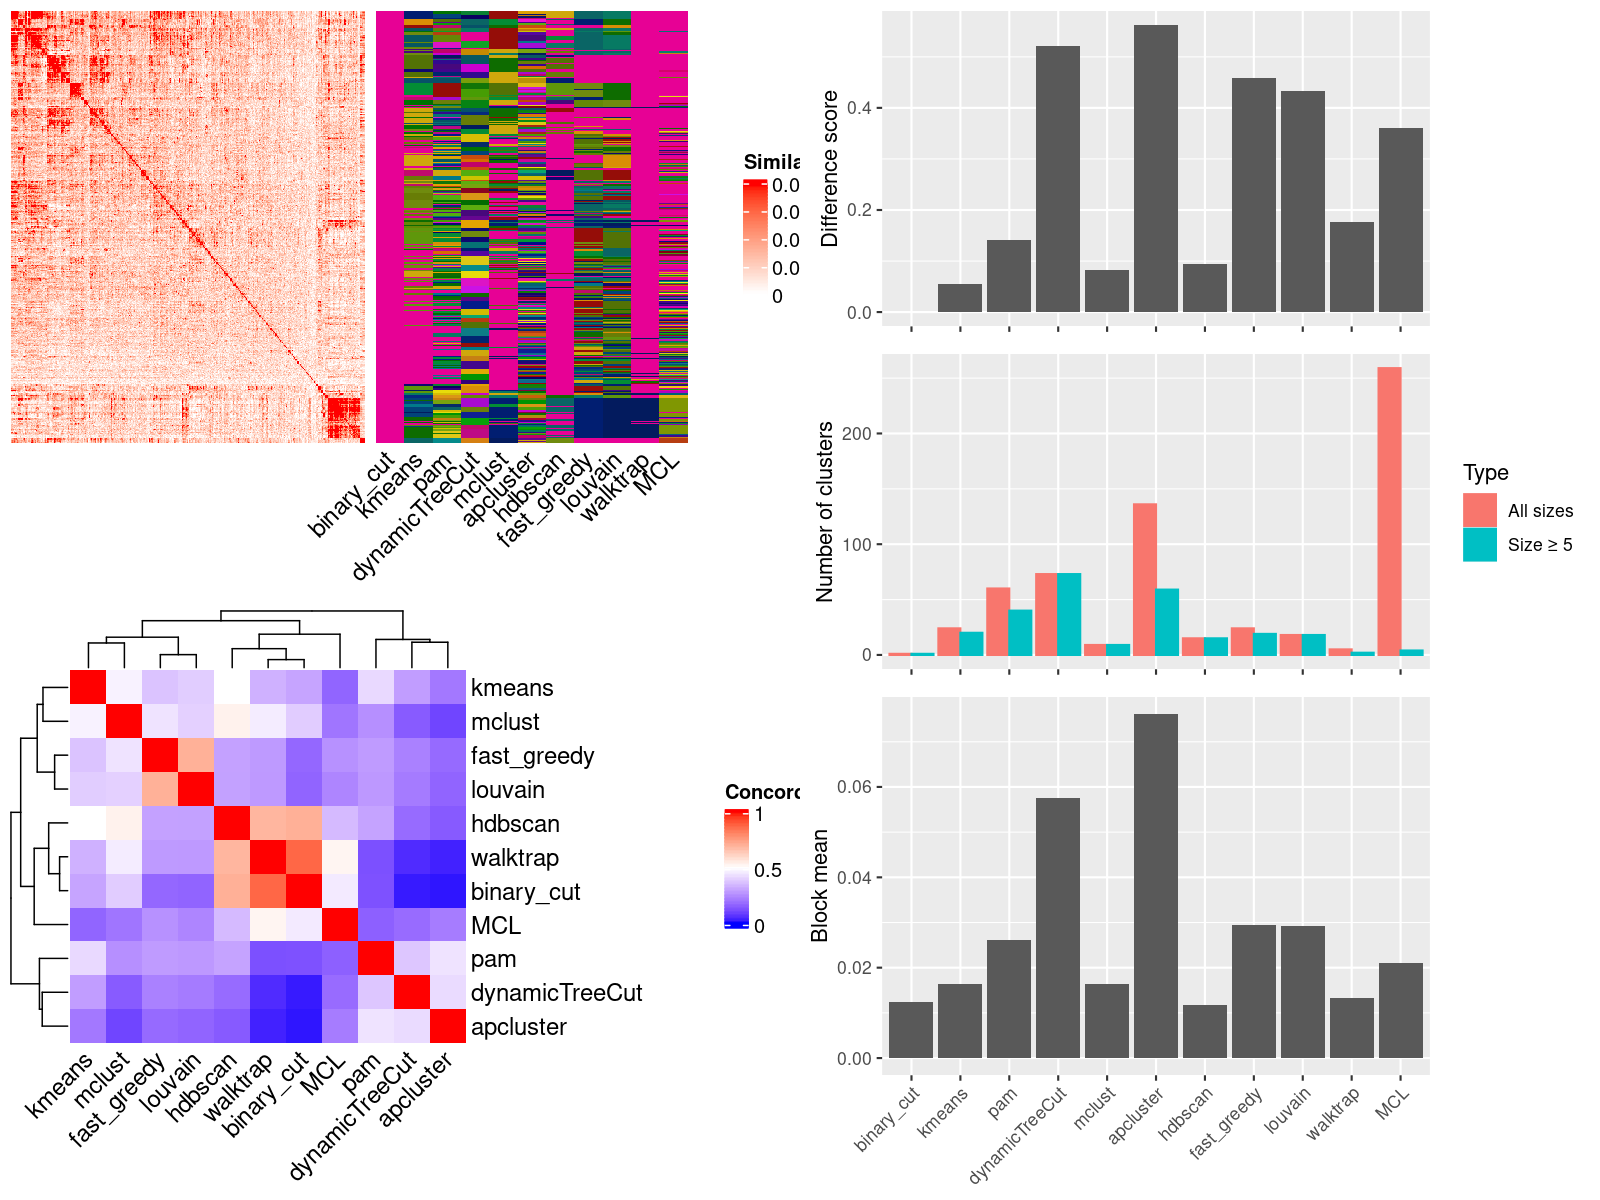 Simila
0.0
0.0
0.0
0.0
0
binary_cut
kmeans
pam
dynamicTreeCut
mclust
apcluster
hdbscan
fast_greedy
louvain
walktrap
MCL
kmeans
mclust
fast_greedy
louvain
hdbscan
walktrap
binary_cut
MCL
pam
dynamicTreeCut
apcluster
kmeans
mclust
fast_greedy
louvain
hdbscan
walktrap
binary_cut
MCL
pam
dynamicTreeCut
apcluster
Concord
1
0.5
0
Difference score
0.4
0.2
0.0
Number of clusters
200
100
0
Type
All sizes
Size ≥ 5
Block mean
0.06
0.04
0.02
0.00
binary_cut
kmeans
pam
dynamicTreeCut
mclust
apcluster
hdbscan
fast_greedy
louvain
walktrap
MCL